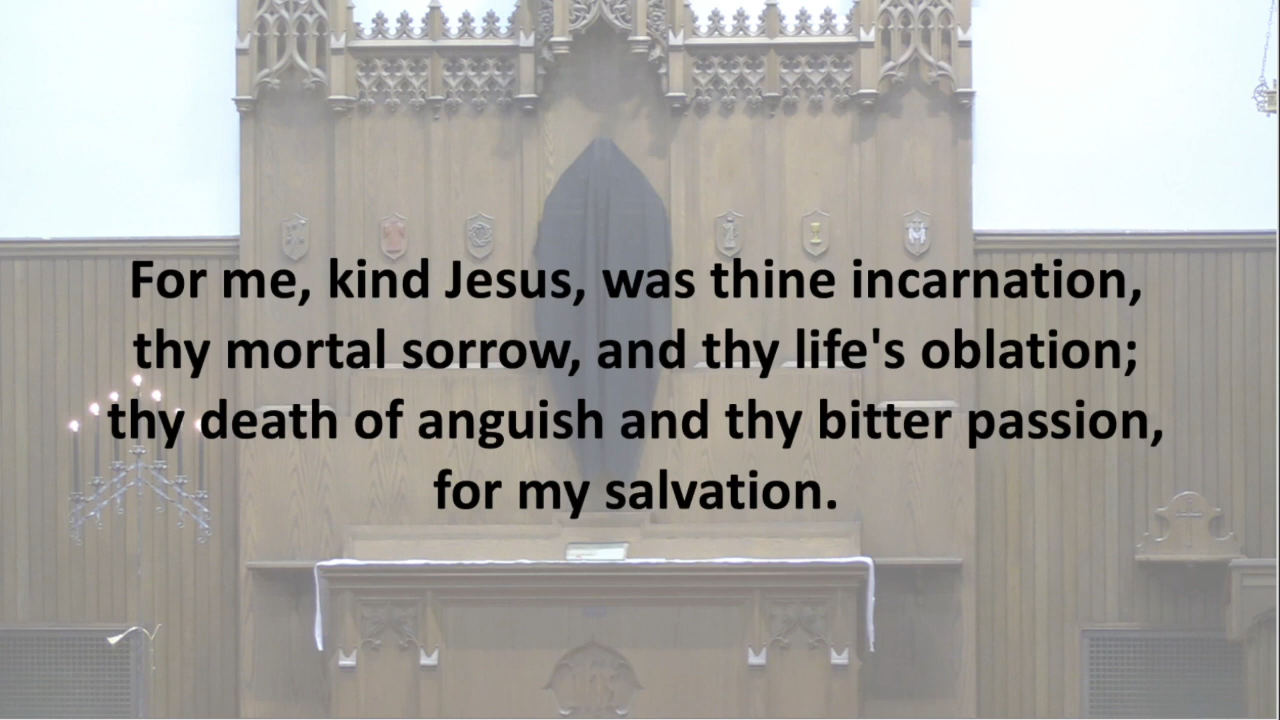 For me, kind Jesus, was thine incarnation,
thy mortal sorrow, and thy life's oblation;
thy death of anguish and thy bitter passion,
for my salvation.